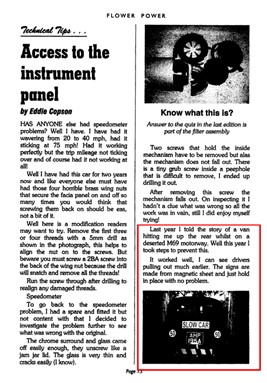 FLOWER POWER
Technical Tips . . .
Access to the
instrument
panel
by Eddie Copson
HAS ANYONE else had speedometer
problems? Well I have. I have had it
wavering from 20 to 40 mph, had it
sticking at 75 mph! Had it working
perfectly but the trip mileage not ticking
over and of course had it not working at
all!
Well I have had this car for two years
now and like everyone else must have
had those four horrible brass wing nuts
that secure the facia panel on and off so
many times you would think that
screwing them back on should be easy,
not a bit of it.
Well here is a modification readers
may want to try. Remove the first three
or four threads with a 5mm drill as
shown in the photograph, this helps to
align the nut on to the screws. But
beware you must screw a 2BA screw into
the back of the wing nut because the drill
will snatch and remove all the threads!
Run the screw through after drilling to
realign any damaged threads.
Speedometer
To go back to the speedometer
problem, I had a spare and fitted it but
not content with that I decided to
investigate the problem further to see
what was wrong with the original.
The chrome surround and glass came
off easily enough, they unscrew like a
jam jar lid. The glass is very thin and
cracks easily (I know).
Know what this is?
Answer to the quiz in the last edition is
part of the filter assembly
Two screws that hold the inside
mechanism have to be removed but alas
the mechanism does not fall out. There
is a tiny grub screw inside a peephole
that is difficult to remove, I ended up
drilling it out.
After removing this screw the
mechanism falls out. On inspecting it I
hadn't a clue what was wrong so all the
work was in vain, still I did enjoy myself
trying!
Last year I told the story of a van
hitting me up the rear whilst on a
deserted M69 motorway. Well this year I
took steps to prevent this.
It worked well, I can see drivers
pulling out much earlier. The signs are
made from magnetic sheet and just hold
in place with no problem.
SLOW CAR
Page 13